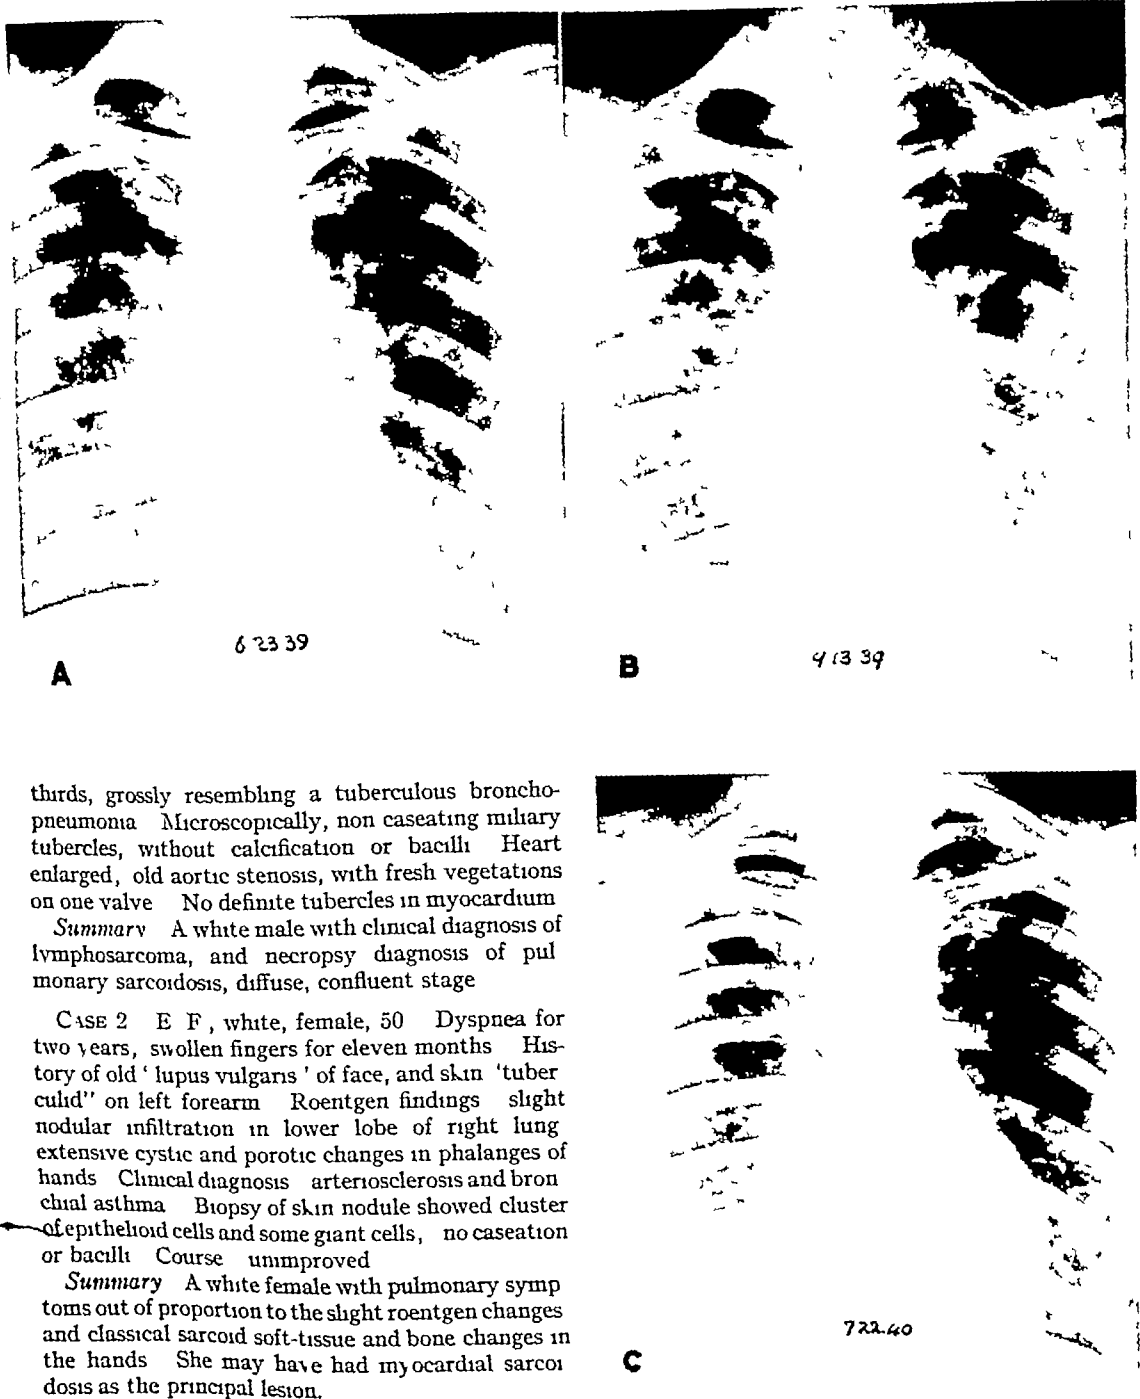 6 23 39
A
9 13 39
B
thirds, grossly resembling a tuberculous broncho-
pneumonia Microscopically, non caseating miliary
tubercles, without calcification or bacilli Heart
enlarged, old aortic stenosis, with fresh vegetations
on one valve No definite tubercles in myocardium
Summary A white male with clinical diagnosis of
lymphosarcoma, and necropsy diagnosis of pul
monary sarcoidosis, diffuse, confluent stage
CASE 2 E F, white, female, 50 Dyspnea for
two years, swollen fingers for eleven months His-
tory of old ' lupus vulgaris ' of face, and skin 'tuber
culid" on left forearm Roentgen findings slight
nodular infiltration in lower lobe of right lung
extensive cystic and porotic changes in phalanges of
hands Clinical diagnosis arteriosclerosis and bron
chial asthma Biopsy of skin nodule showed cluster
of epithelioid cells and some giant cells, no caseation
or bacilli Course unimproved
Summary A white female with pulmonary symp
toms out of proportion to the slight roentgen changes
and classical sarcoid soft-tissue and bone changes in
the hands She may have had myocardial sarcoi
dosis as the principal lesion.
7 22.40
C